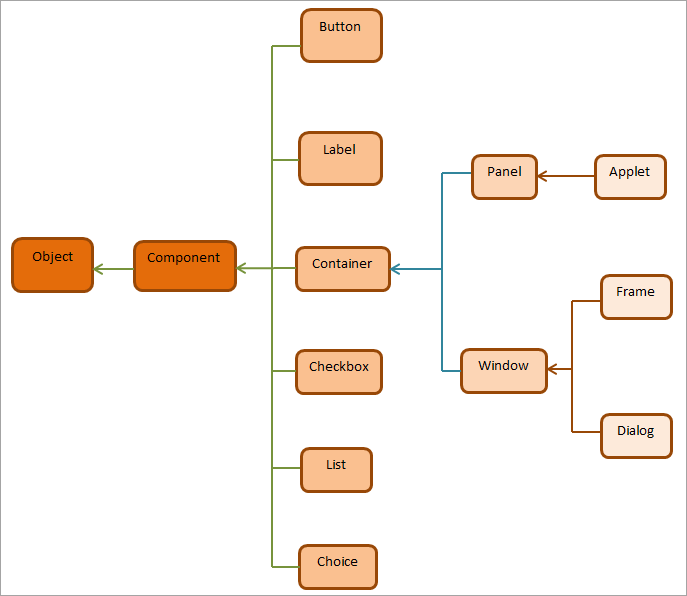 Button
Label
Panel
Applet
Object
Component
Container
Frame
Checkbox
Window
Dialog
List
Choice